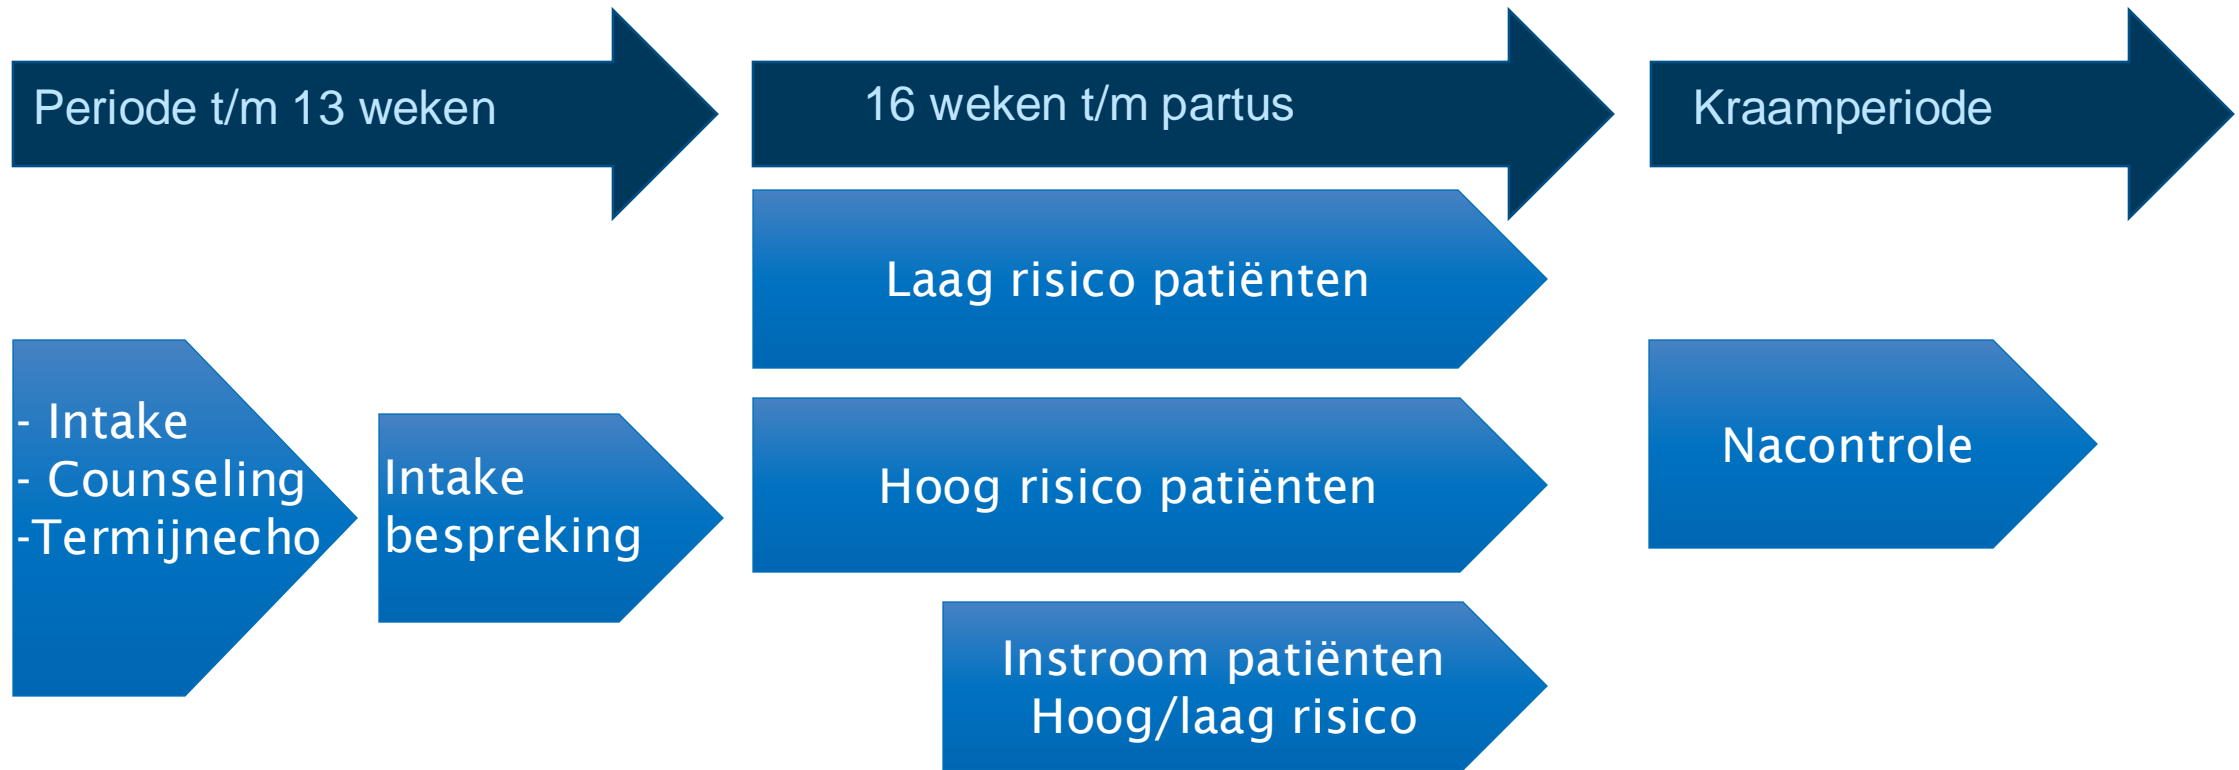 Periode t/m 13 weken
16 weken t/m partus
Kraamperiode
Laag risico patiënten
- Intake
- Counseling
-Termijnecho
Intake
bespreking
Hoog risico patiënten
Nacontrole
Instroom patiënten
Hoog/laag risico